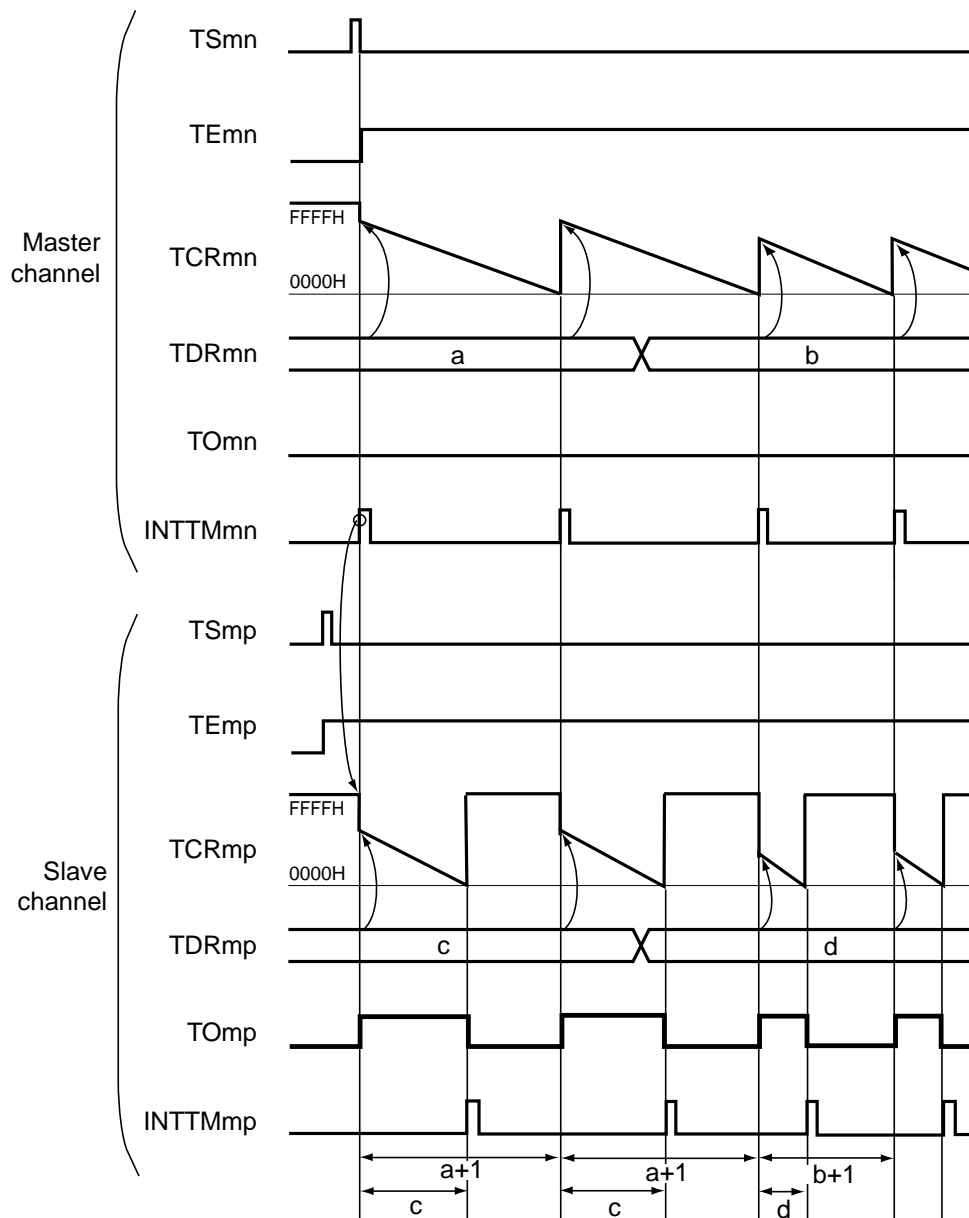 TSmn
TEmn
FFFFH
Master
channel
TCRmn
0000H
TDRmn
a
b
TOmn
INTTMmn
TSmp
TEmp
FFFFH
TCRmp
0000H
Slave
channel
TDRmp
c
d
TOmp
INTTMmp
a+1
a+1
b+1
c
c
d